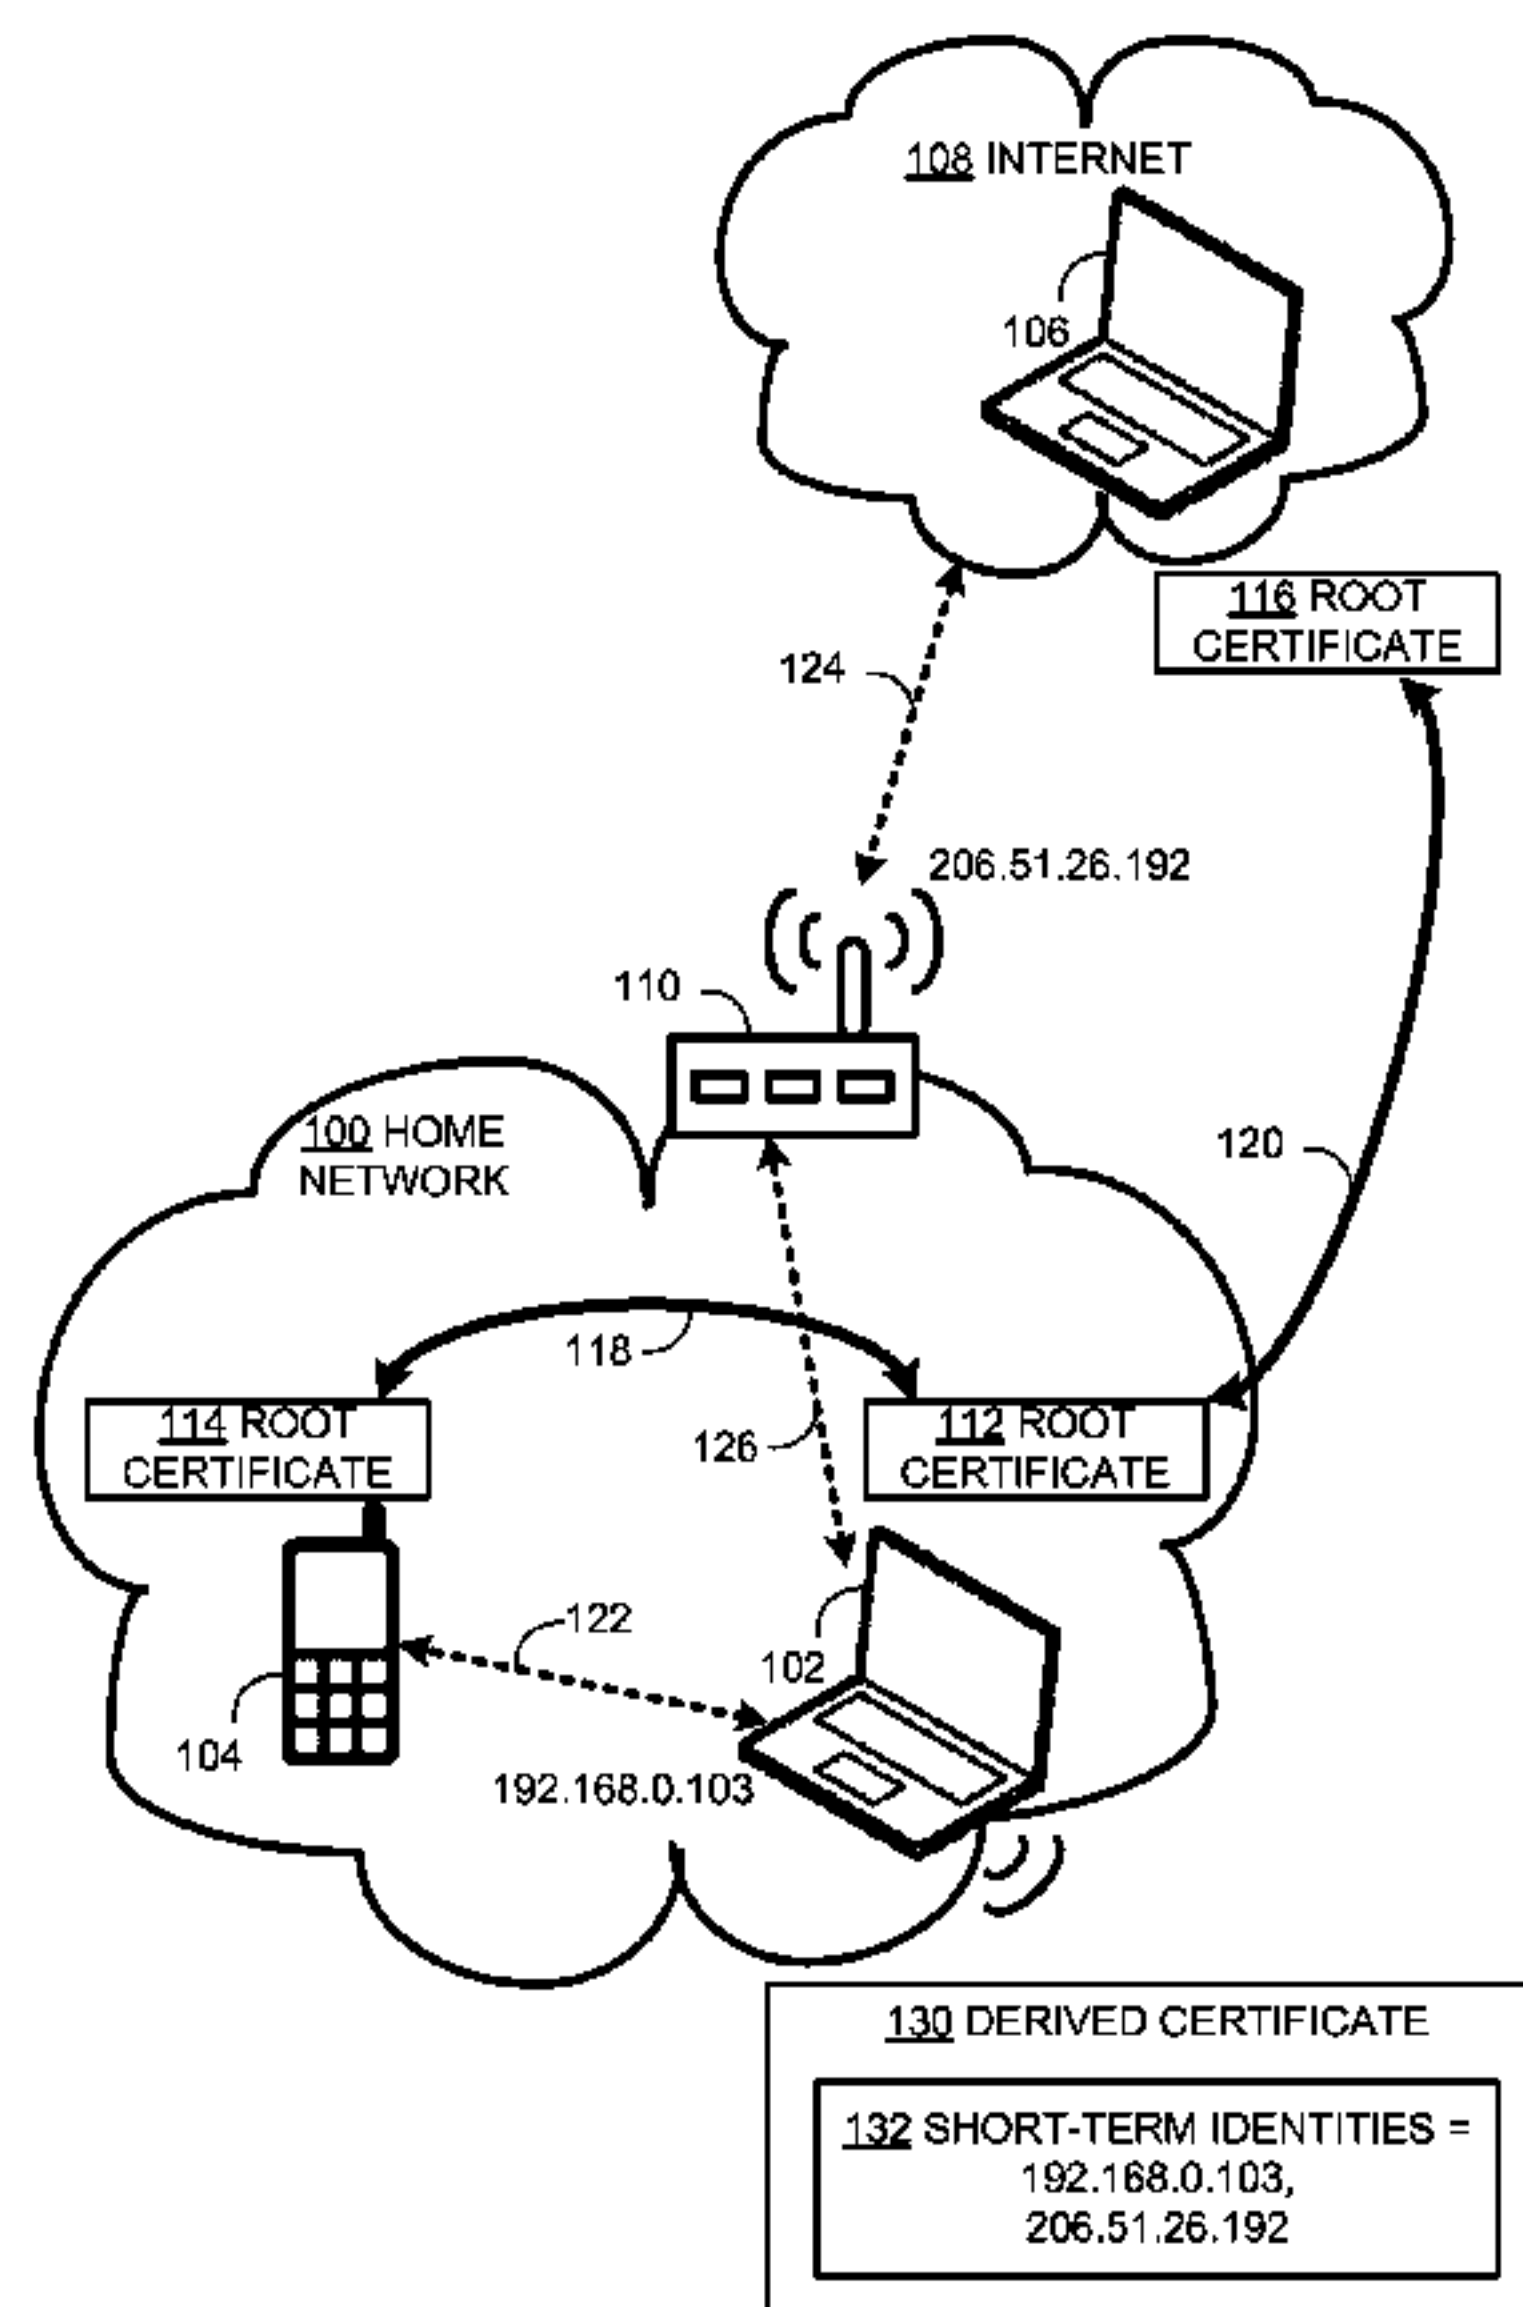 108 INTERNET
106
116 ROOT
CERTIFICATE
124
206.51.26.192
110
100 HOME
NETWORK
120
118
114 ROOT
CERTIFICATE
112 ROOT
CERTIFICATE
126
122
102
104
192.168.0.103
130 DERIVED CERTIFICATE
132 SHORT-TERM IDENTITIES =
192.168.0.103,
206.51.26.192